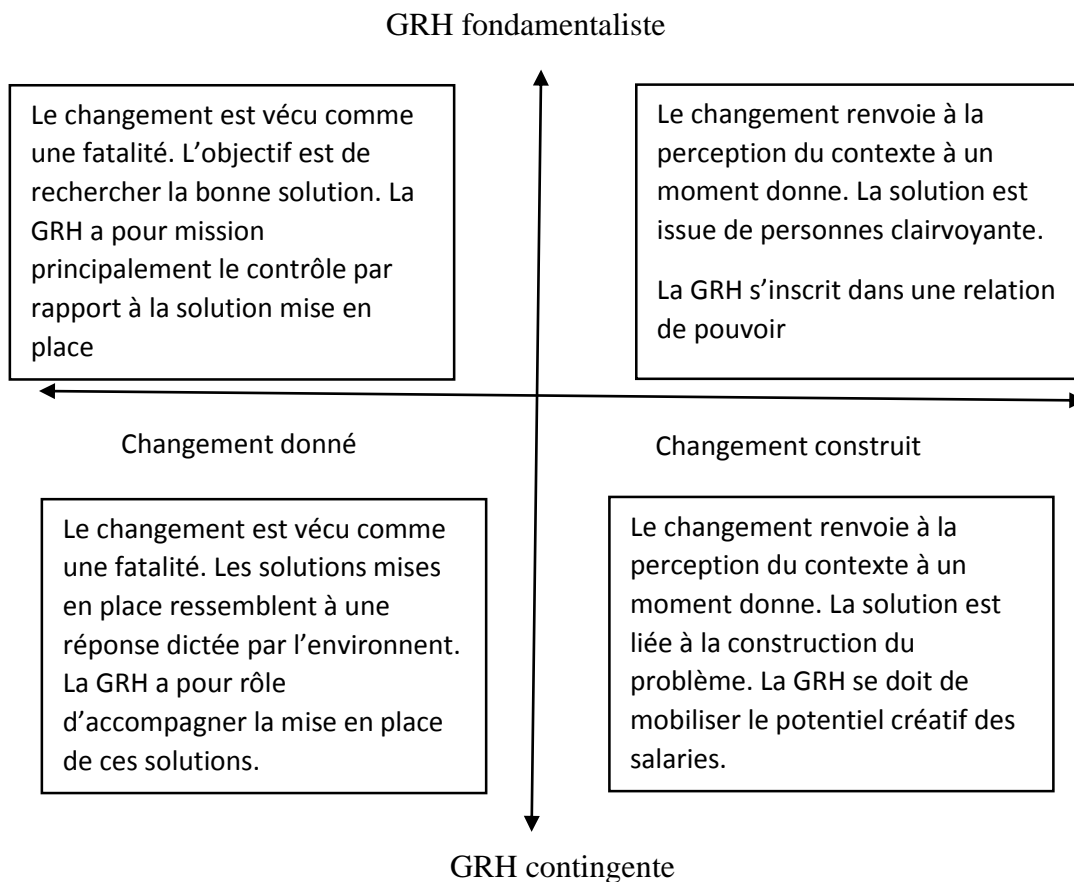 GRH fondamentaliste
Le changement est vécu comme
une fatalité. L’objectif est de
rechercher la bonne solution. La
GRH a pour mission
principalement le contrôle par
rapport à la solution mise en
place
Le changement renvoie à la
perception du contexte à un
moment donne. La solution est
issue de personnes clairvoyante.
La GRH s’inscrit dans une relation
de pouvoir
Changement donné
Changement construit
Le changement est vécu comme
une fatalité. Les solutions mises
en place ressemblent à une
réponse dictée par l’environnent.
La GRH a pour rôle
d’accompagner la mise en place
de ces solutions.
Le changement renvoie à la
perception du contexte à un
moment donne. La solution est
liée à la construction du
problème. La GRH se doit de
mobiliser le potentiel créatif des
salaries.
GRH contingente